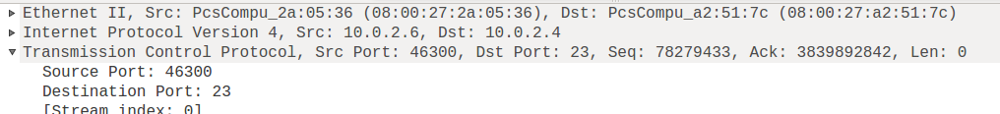 Ethernet II, Src: PcsCompu_2a:05:36 (08:00:27:2a:05:36), Dst: PcsCompu_a2:51:7c (08:00:27:a2:51:7c)
Internet Protocol Version 4, Src: 10.0.2.6, Dst: 10.0.2.4
Transmission Control Protocol, Src Port: 46300, Dst Port: 23, Seq: 78279433, Ack: 3839892842, Len: 0
Source Port: 46300
Destination Port: 23
[Stream index: 0]